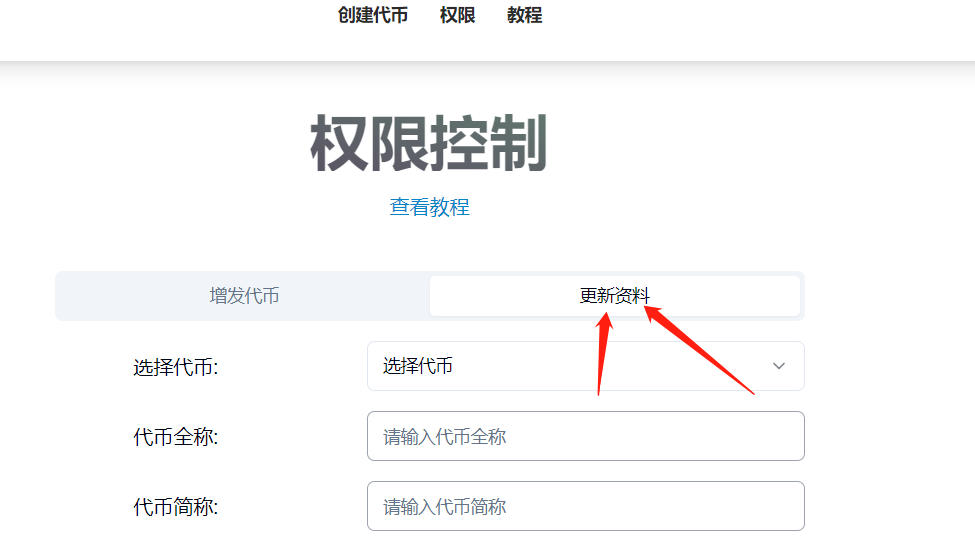 创建代币 权限 教程
权限控制
查看教程
增发代币 更新资料
选择代币: 选择代币
代币全称: 请输入代币全称
代币简称: 请输入代币简称